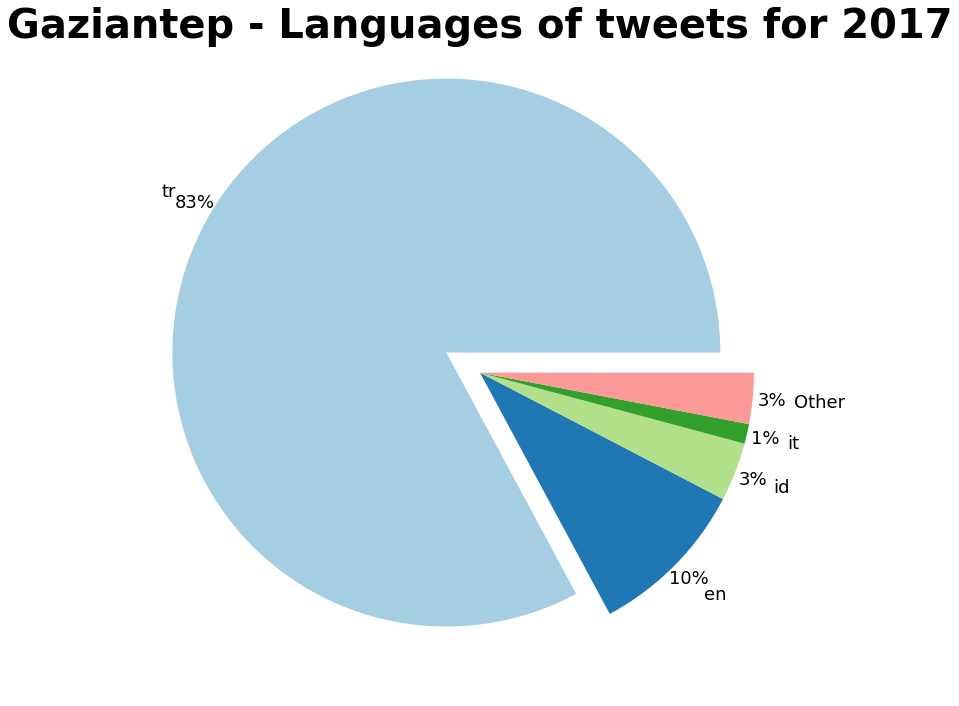 Gaziantep - Languages of tweets for 2017
tr
83%
3% Other
1% it
3% id
10%
en